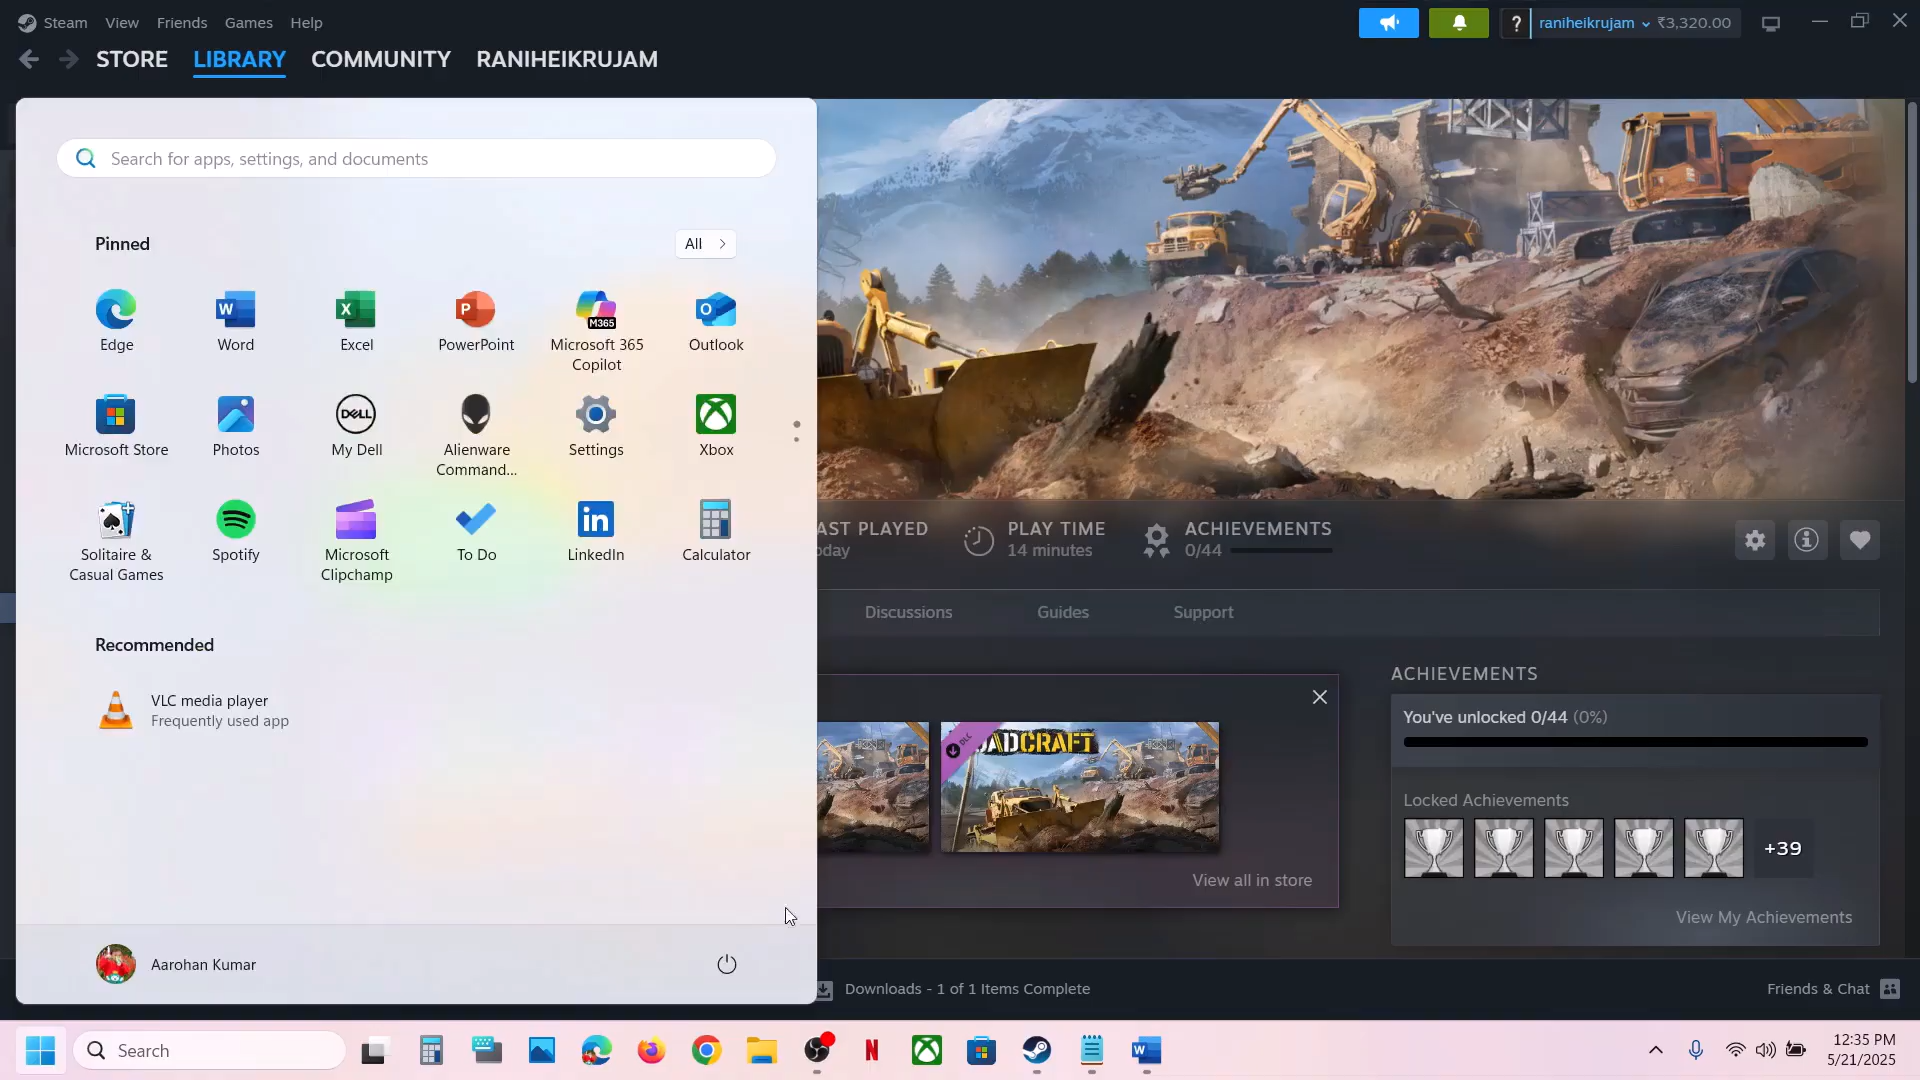 Steam View Friends Games Help
? raniheikrujam ₹3,320.00
STORE LIBRARY COMMUNITY RANIHEIKRUJAM
Search for apps, settings, and documents
Pinned
All
Edge
Word
Excel
PowerPoint
Microsoft 365
Copilot
M365
Outlook
Microsoft Store
Photos
DELL
My Dell
Alienware
Command...
Settings
Xbox
Solitaire &
Casual Games
Spotify
Microsoft
Clipchamp
To Do
LinkedIn
Calculator
Recommended
VLC media player
Frequently used app
Aarohan Kumar
AST PLAYED
oday
PLAY TIME
14 minutes
ACHIEVEMENTS
0/44
Discussions Guides Support
DLC
ADCRAFT
View all in store
ACHIEVEMENTS
You've unlocked 0/44 (0%)
Locked Achievements
+39
View My Achievements
Downloads - 1 of 1 Items Complete
Friends & Chat
Search
12:35 PM
5/21/2025